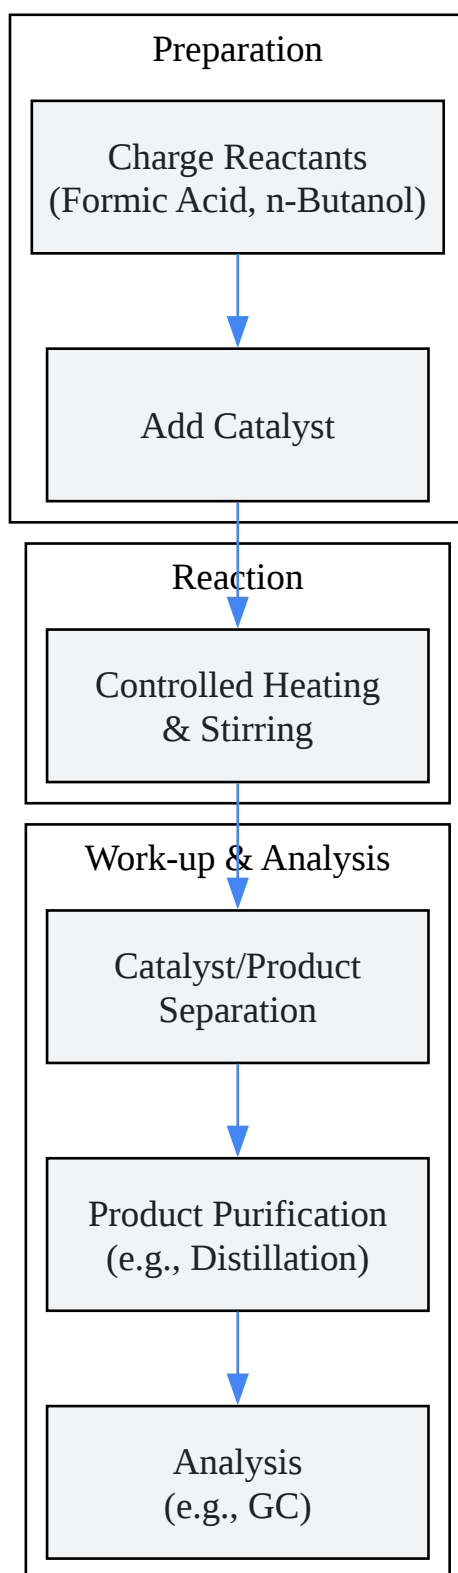 Preparation
Charge Reactants
(Formic Acid, n-Butanol)
Add Catalyst
Reaction
Controlled Heating
& Stirring
Work-up & Analysis
Catalyst/Product
Separation
Product Purification
(e.g., Distillation)
Analysis
(e.g., GC)